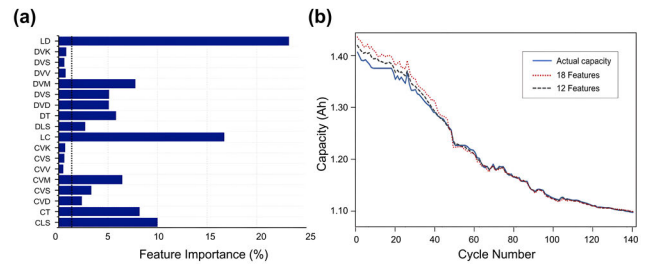 (a)
LD
DVK
DVS
DVV
DVM
DVS
DVD
DT
DLS
LC
CVK
CVS
CVV
CVM
CVS
CVD
CT
CLS
0 5 10 15 20 25
Feature Importance (%)
(b)
Capacity (Ah)
1.40
1.30
1.20
1.10
Actual capacity
18 Features
12 Features
0 20 40 60 80 100 120 140
Cycle Number